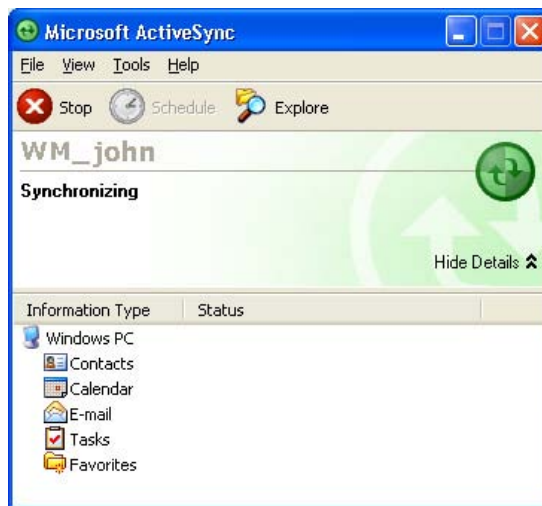 Microsoft ActiveSync
File View Tools Help
Stop Schedule Explore
WM_john
Synchronizing
Hide Details
Information Type Status
Windows PC
Contacts
Calendar
E-mail
Tasks
Favorites